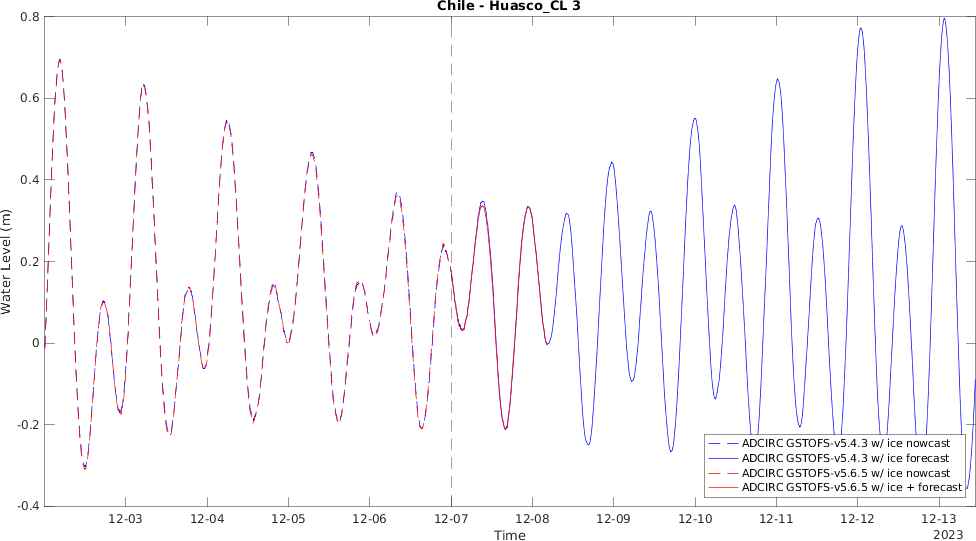 Chile - Huasco_CL 3
Water Level (m)
0.8
0.6
0.4
0.2
0
-0.2
-0.4
12-03 12-04 12-05 12-06 12-07 12-08 12-09 12-10 12-11 12-12 12-13
Time
2023
ADCIRC GSTOFS-v5.4.3 w/ ice nowcast
ADCIRC GSTOFS-v5.4.3 w/ ice forecast
ADCIRC GSTOFS-v5.6.5 w/ ice nowcast
ADCIRC GSTOFS-v5.6.5 w/ ice + forecast